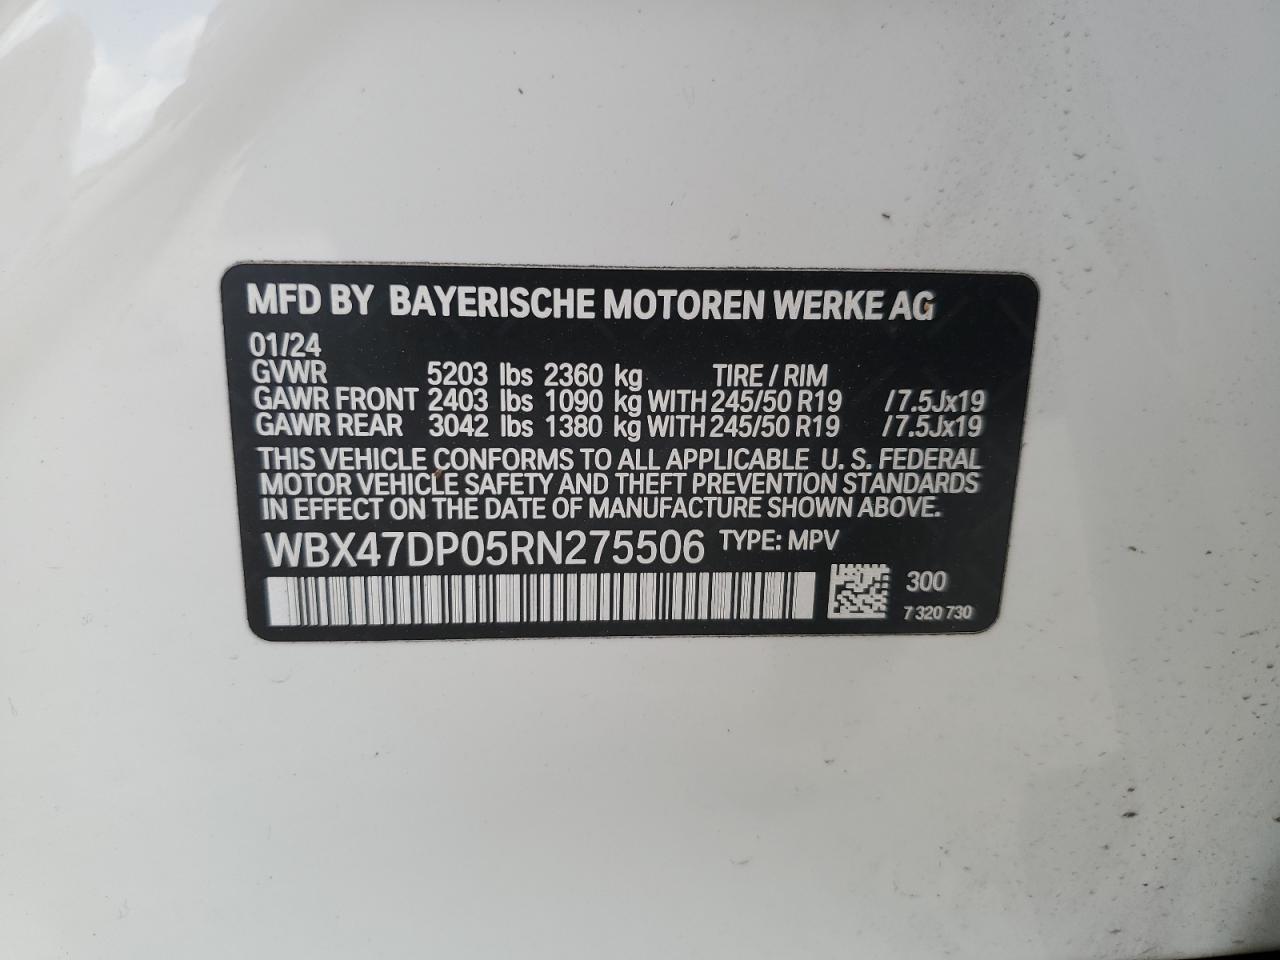 MFD BY BAYERISCHE MOTOREN WERKE AG
01/24
GVWR 5203 lbs 2360 kg TIRE / RIM
GAWR FRONT 2403 lbs 1090 kg WITH 245/50 R19 /7.5Jx19
GAWR REAR 3042 lbs 1380 kg WITH 245/50 R19 /7.5Jx19
THIS VEHICLE CONFORMS TO ALL APPLICABLE U. S. FEDERAL
MOTOR VEHICLE SAFETY AND THEFT PREVENTION STANDARDS
IN EFFECT ON THE DATE OF MANUFACTURE SHOWN ABOVE.
WBX47DP05RN275506 TYPE: MPV
300
7 320 730